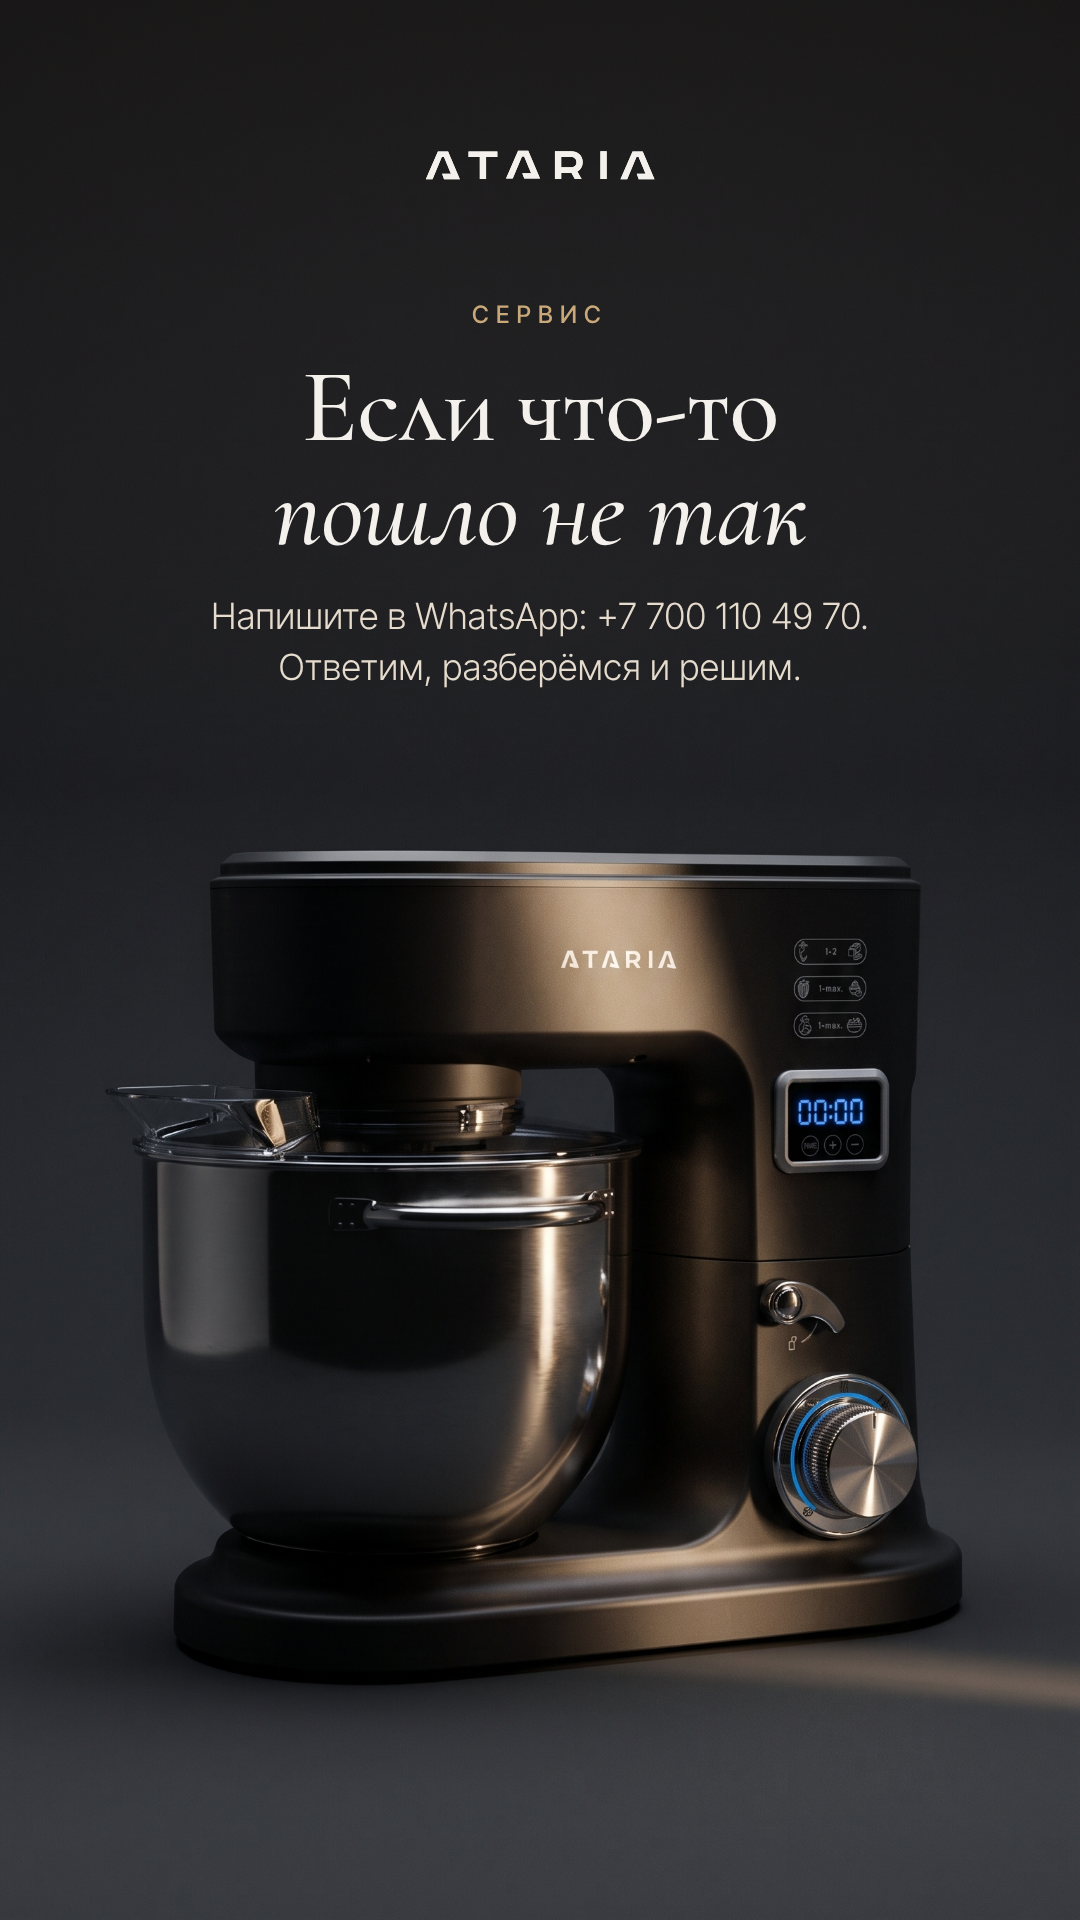 ATARIA
СЕРВИС
Если что-то
пошло не так
Напишите в WhatsApp: +7 700 110 49 70.
Ответим, разберёмся и решим.
ATARIA
1-2
1-max.
1-max.
00:00